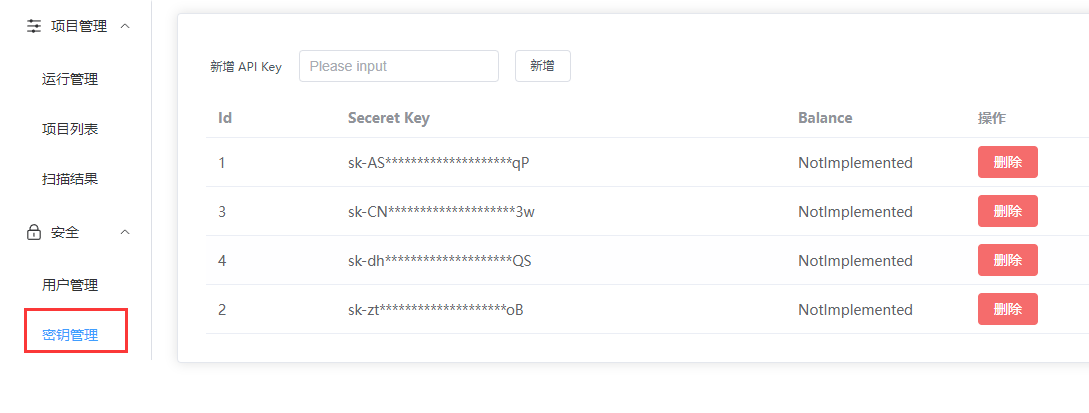 项目管理
运行管理
项目列表
扫描结果
安全
用户管理
密钥管理
新增 API Key Please input 新增
Id Seceret Key Balance 操作
1 sk-AS********************qP NotImplemented 删除
3 sk-CN********************3w NotImplemented 删除
4 sk-dh********************QS NotImplemented 删除
2 sk-zt********************oB NotImplemented 删除